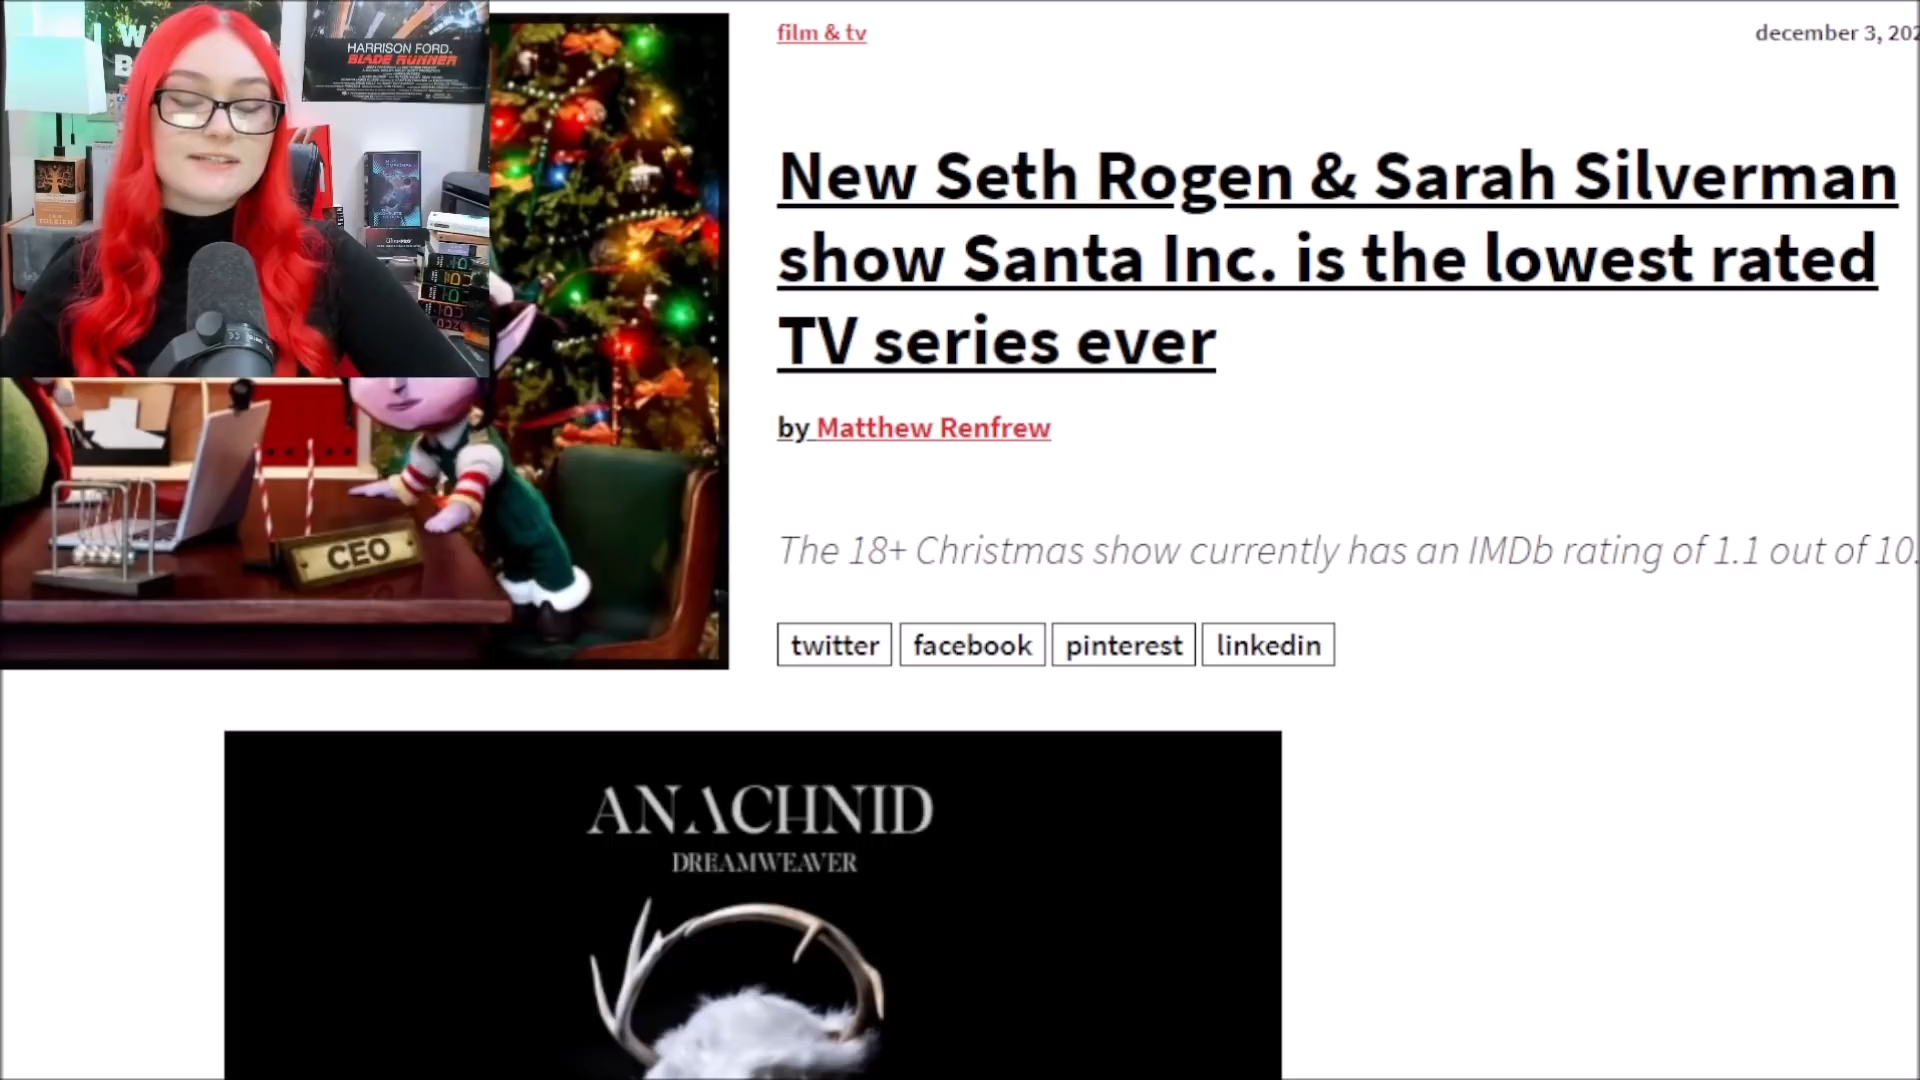 HARRISON FORD.
BLADE RUNNER
film & tv
december 3, 202
New Seth Rogen & Sarah Silverman
show Santa Inc. is the lowest rated
TV series ever
by Matthew Renfrew
The 18+ Christmas show currently has an IMDb rating of 1.1 out of 10.
twitter
facebook
pinterest
linkedin
CEO
ANACHNID
DREAMWEAVER